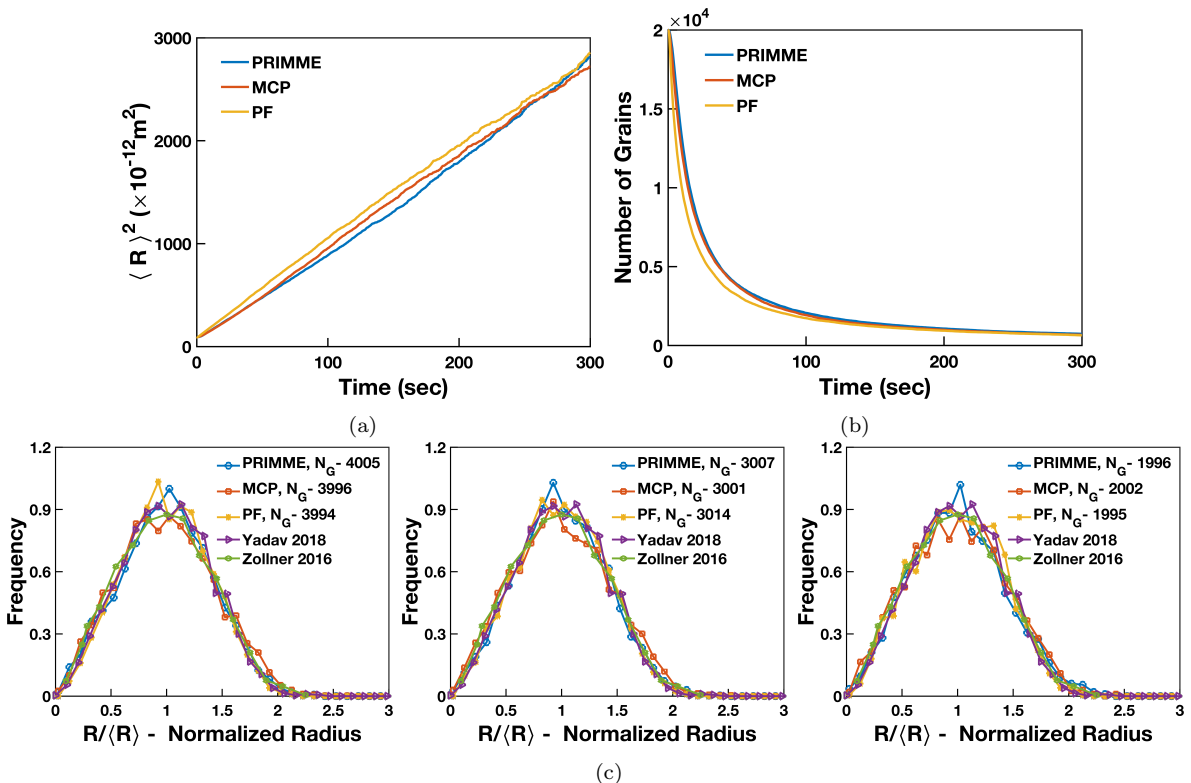 3000
2000
1000
0
0
100
200
300
⟨ R ⟩² (×10⁻¹²m²)
Time (sec)
PRIMME
MCP
PF
(a)
×10⁴
2
1.5
1
0.5
0
0
100
200
300
Number of Grains
Time (sec)
PRIMME
MCP
PF
(b)
1.2
0.9
0.6
0.3
0
0
0.5
1
1.5
2
2.5
3
Frequency
R/⟨R⟩ - Normalized Radius
PRIMME, N_G- 4005
MCP, N_G- 3996
PF, N_G- 3994
Yadav 2018
Zollner 2016
1.2
0.9
0.6
0.3
0
0
0.5
1
1.5
2
2.5
3
Frequency
R/⟨R⟩ - Normalized Radius
PRIMME, N_G- 3007
MCP, N_G- 3001
PF, N_G- 3014
Yadav 2018
Zollner 2016
1.2
0.9
0.6
0.3
0
0
0.5
1
1.5
2
2.5
3
Frequency
R/⟨R⟩ - Normalized Radius
PRIMME, N_G- 1996
MCP, N_G- 2002
PF, N_G- 1995
Yadav 2018
Zollner 2016
(c)